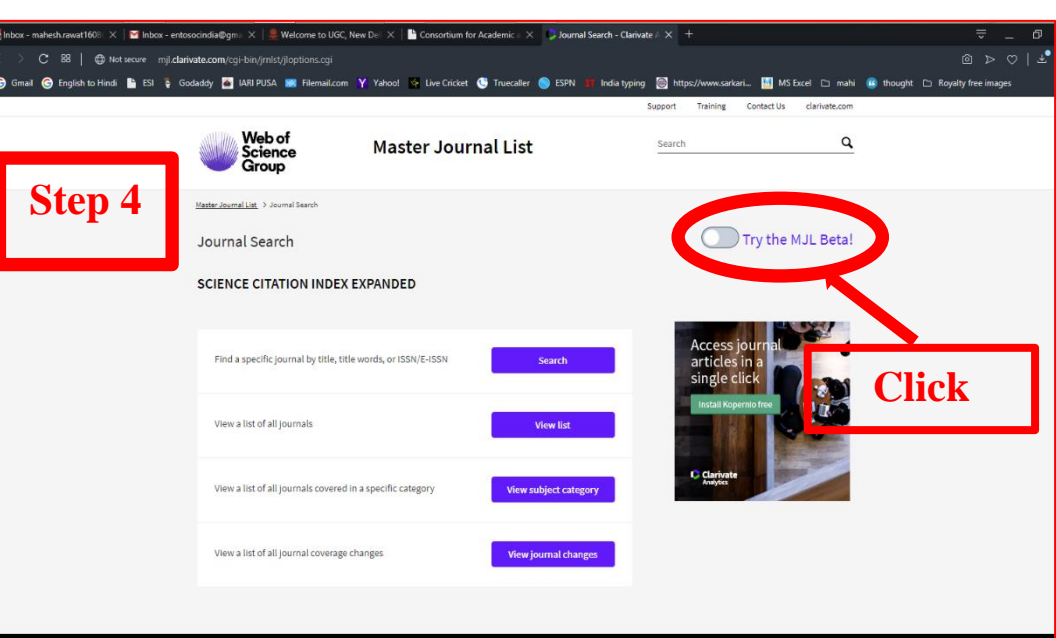 Inbox - mahesh.rawat1608 Inbox - entosocindia@gma Welcome to UGC, New Del Consortium for Academic a Journal Search - Clarivate A
Not secure mjl.clarivate.com/cgi-bin/jrnlst/jloptions.cgi
Gmail English to Hindi ESI Godaddy IARI PUSA Filemail.com Yahoo! Live Cricket Truecaller ESPN India typing https://www.sarkari... MS Excel mahi thought Royalty free images
Support Training Contact Us clarivate.com
Web of
Science
Group
Master Journal List
Search
Step 4
Master Journal List > Journal Search
Journal Search
Try the MJL Beta!
SCIENCE CITATION INDEX EXPANDED
Find a specific journal by title, title words, or ISSN/E-ISSN
Search
View a list of all journals
View list
View a list of all journals covered in a specific category
View subject category
View a list of all journal coverage changes
View journal changes
Access journal
articles in a
single click
Install Kopernio free
Clarivate
Analytics
Click